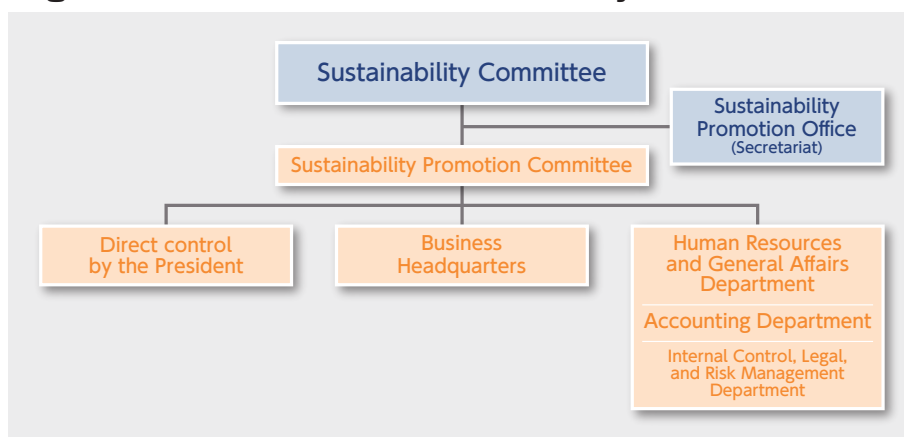 Sustainability Committee
Sustainability
Promotion Office
(Secretariat)
Sustainability Promotion Committee
Direct control
by the President
Business
Headquarters
Human Resources
and General Affairs
Department
Accounting Department
Internal Control, Legal,
and Risk Management
Department